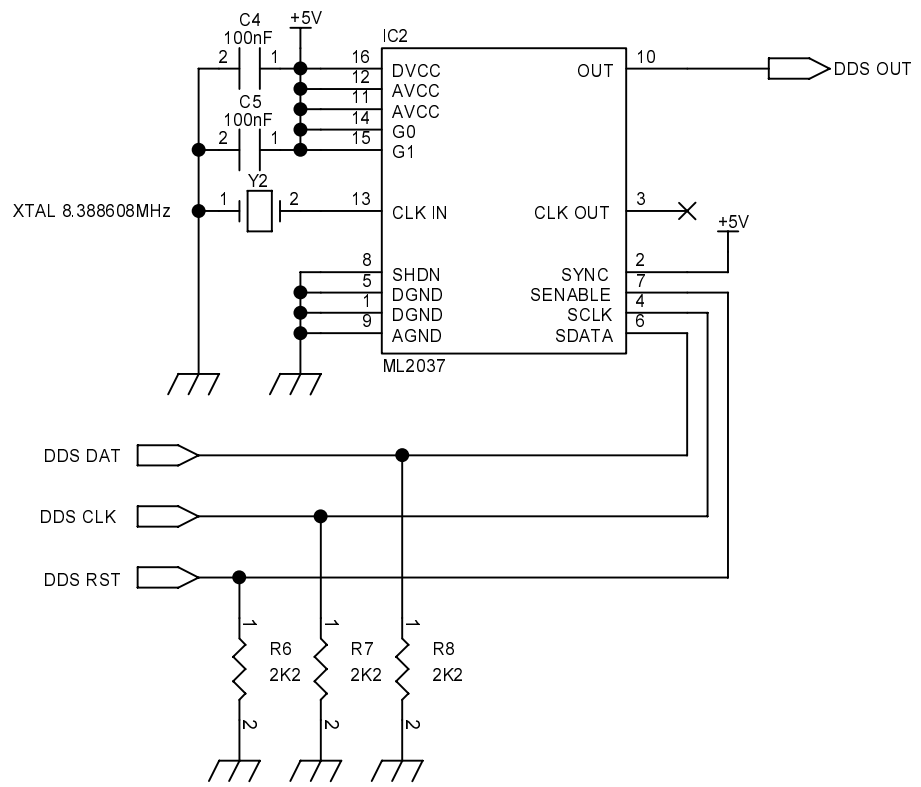 C4
100nF
+5V
2
1
C5
100nF
2
1
Y2
XTAL 8.388608MHz
1
2
IC2
16
DVCC
12
AVCC
11
AVCC
14
G0
15
G1
13
CLK IN
8
SHDN
5
DGND
1
DGND
9
AGND
ML2037
OUT
10
DDS OUT
CLK OUT
3
+5V
SYNC
2
SENABLE
7
SCLK
4
SDATA
6
DDS DAT
DDS CLK
DDS RST
1
R6
2K2
2
1
R7
2K2
2
1
R8
2K2
2